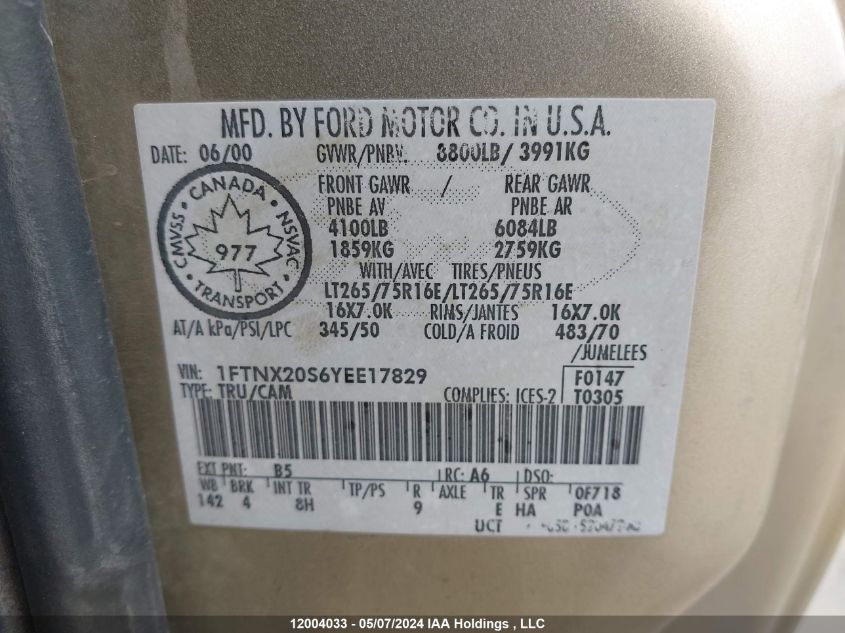 MFD. BY FORD MOTOR CO. IN U.S.A.
DATE: 06/00 GVWR/PNBV: 8800LB/ 3991KG
FRONT GAWR / REAR GAWR
PNBE AV PNBE AR
4100LB 6084LB
1859KG 2759KG
CANADA
CMVSS NSVAC
977
TRANSPORT
WITH/AVEC TIRES/PNEUS
LT265/75R16E/LT265/75R16E
16X7.0K RIMS/JANTES 16X7.0K
AT/A kPa/PSI/LPC 345/50 COLD/A FROID 483/70
/JUMELEES
VIN: 1FTNX20S6YEE17829 F0147
TYPE: TRU/CAM COMPLIES: ICES-2 T0305
EXT PNT: B5 RC: A6 DSO:
WB BRK INT TR TP/PS R AXLE TR SPR 0F718
142 4 8H 9 E HA P0A
UCT
12004033 - 05/07/2024 IAA Holdings , LLC